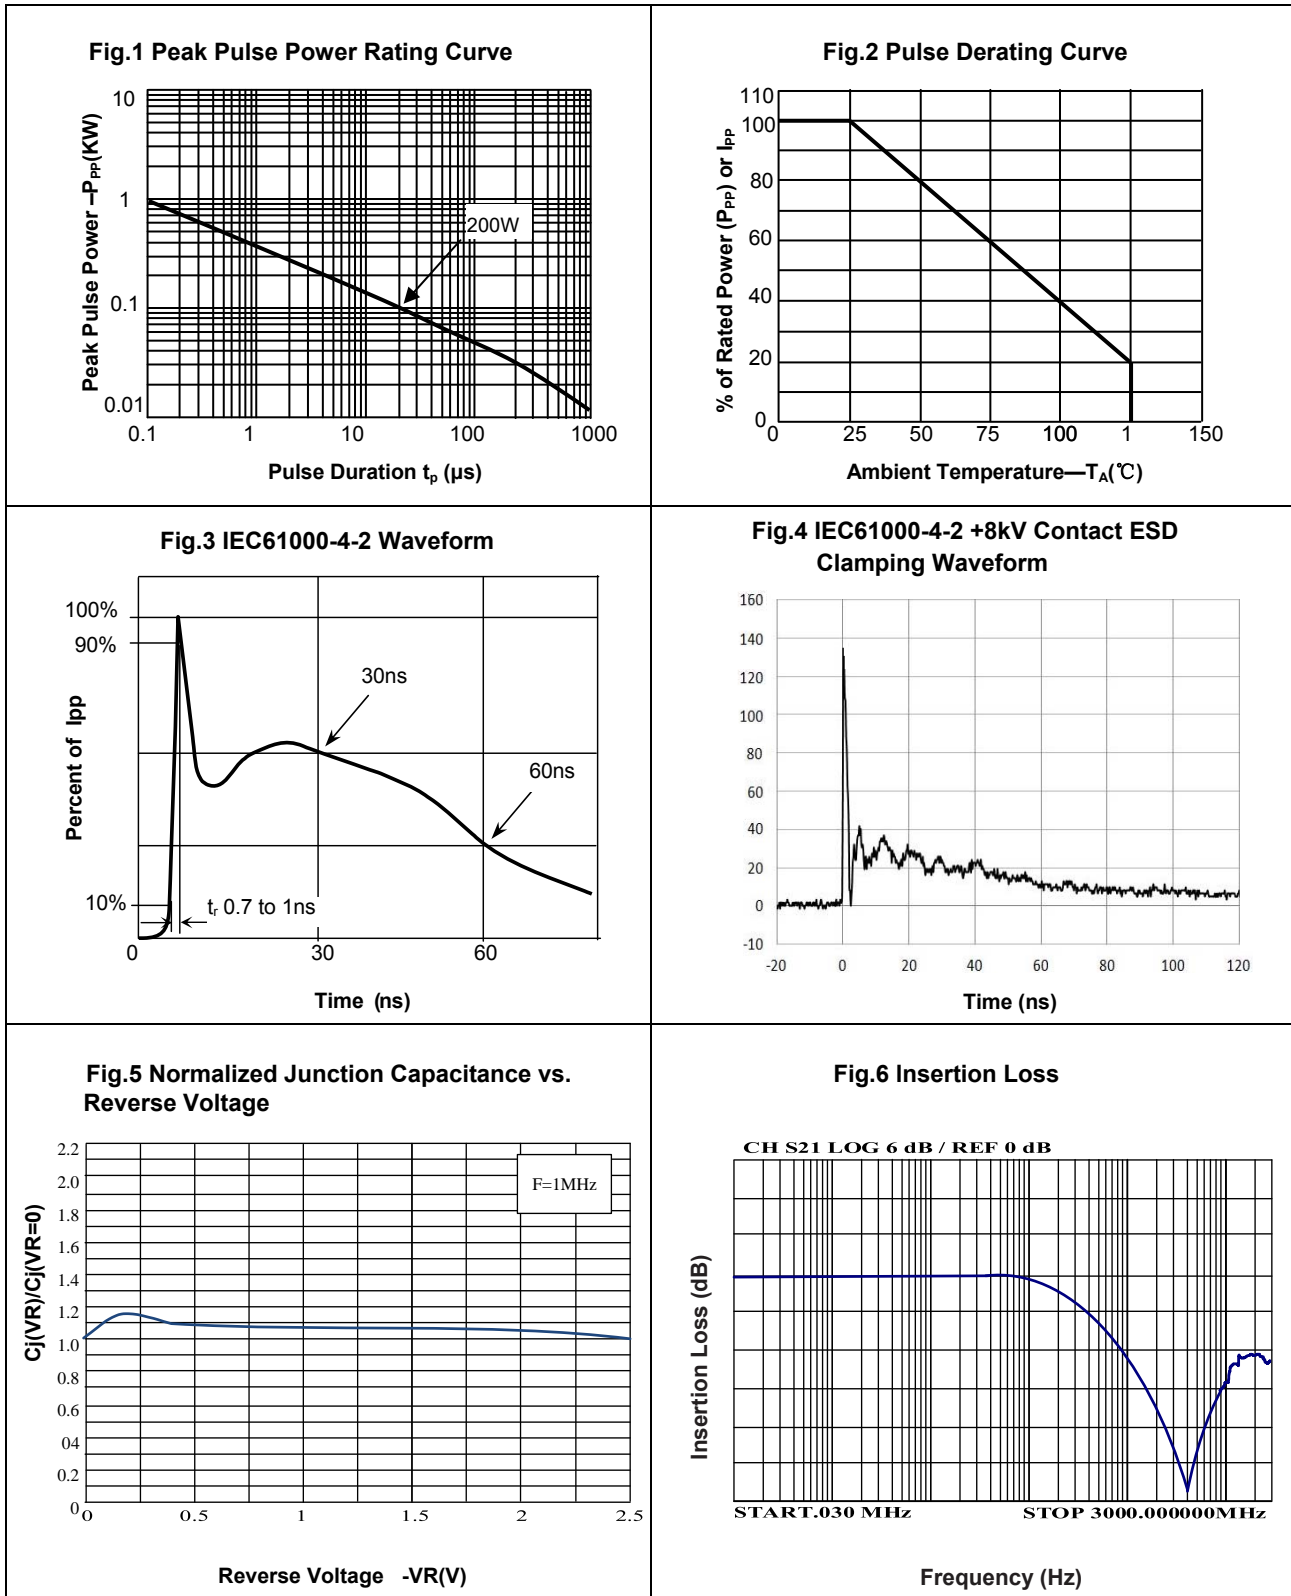 Fig.1 Peak Pulse Power Rating Curve
10
1
0.1
0.01
Peak Pulse Power –PPP(KW)
200W
0.1 1 10 100 1000
Pulse Duration tp (µs)
Fig.2 Pulse Derating Curve
110
100
80
60
40
20
0
% of Rated Power (PPP) or IPP
0 25 50 75 100 1 150
Ambient Temperature—TA(℃)
Fig.3 IEC61000-4-2 Waveform
100%
90%
10%
Percent of Ipp
30ns
60ns
tr 0.7 to 1ns
0 30 60
Time (ns)
Fig.4 IEC61000-4-2 +8kV Contact ESD
Clamping Waveform
160
140
120
100
80
60
40
20
0
-10
-20 0 20 40 60 80 100 120
Time (ns)
Fig.5 Normalized Junction Capacitance vs.
Reverse Voltage
2.2
2.0
1.8
1.6
1.4
1.2
1.0
0.8
0.6
04
0.2
0
Cj(VR)/Cj(VR=0)
F=1MHz
0 0.5 1 1.5 2 2.5
Reverse Voltage -VR(V)
Fig.6 Insertion Loss
CH S21 LOG 6 dB / REF 0 dB
Insertion Loss (dB)
START.030 MHz STOP 3000.000000MHz
Frequency (Hz)